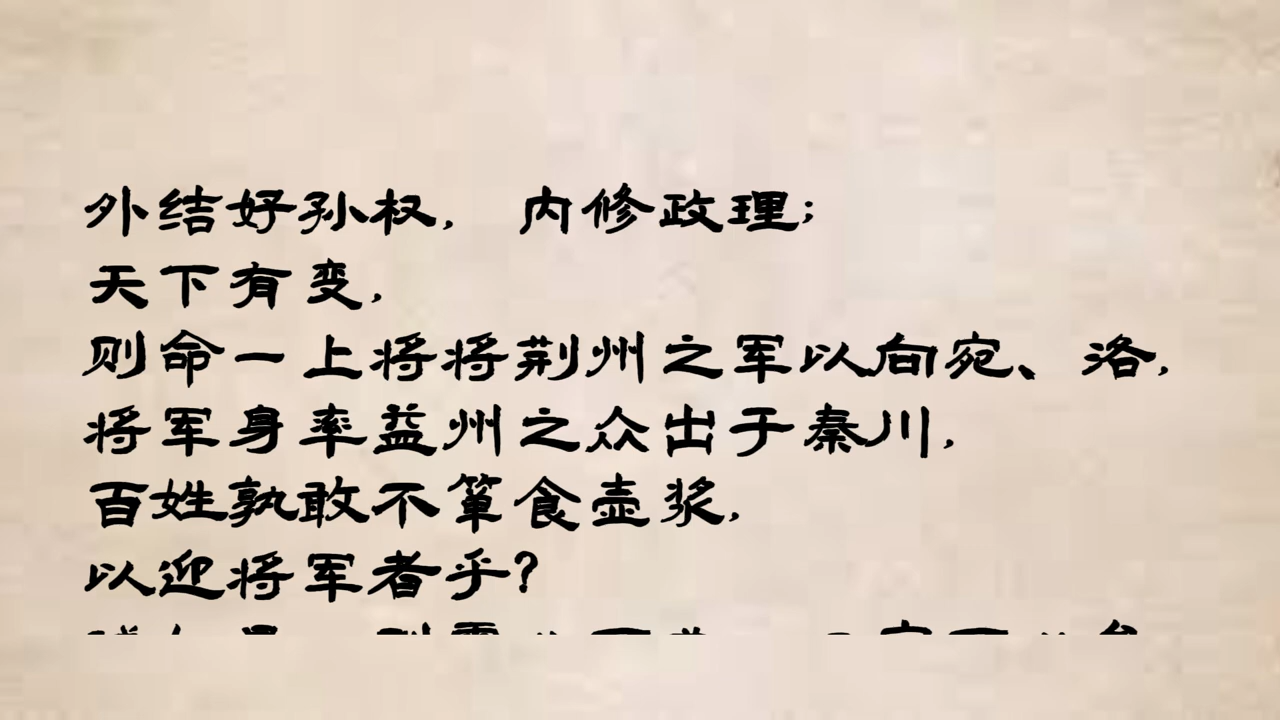 外结好孙权， 内修政理；
天下有变，
则命一上将将荆州之军以向宛、洛，
将军身率益州之众出于秦川，
百姓孰敢不箪食壶浆，
以迎将军者乎？